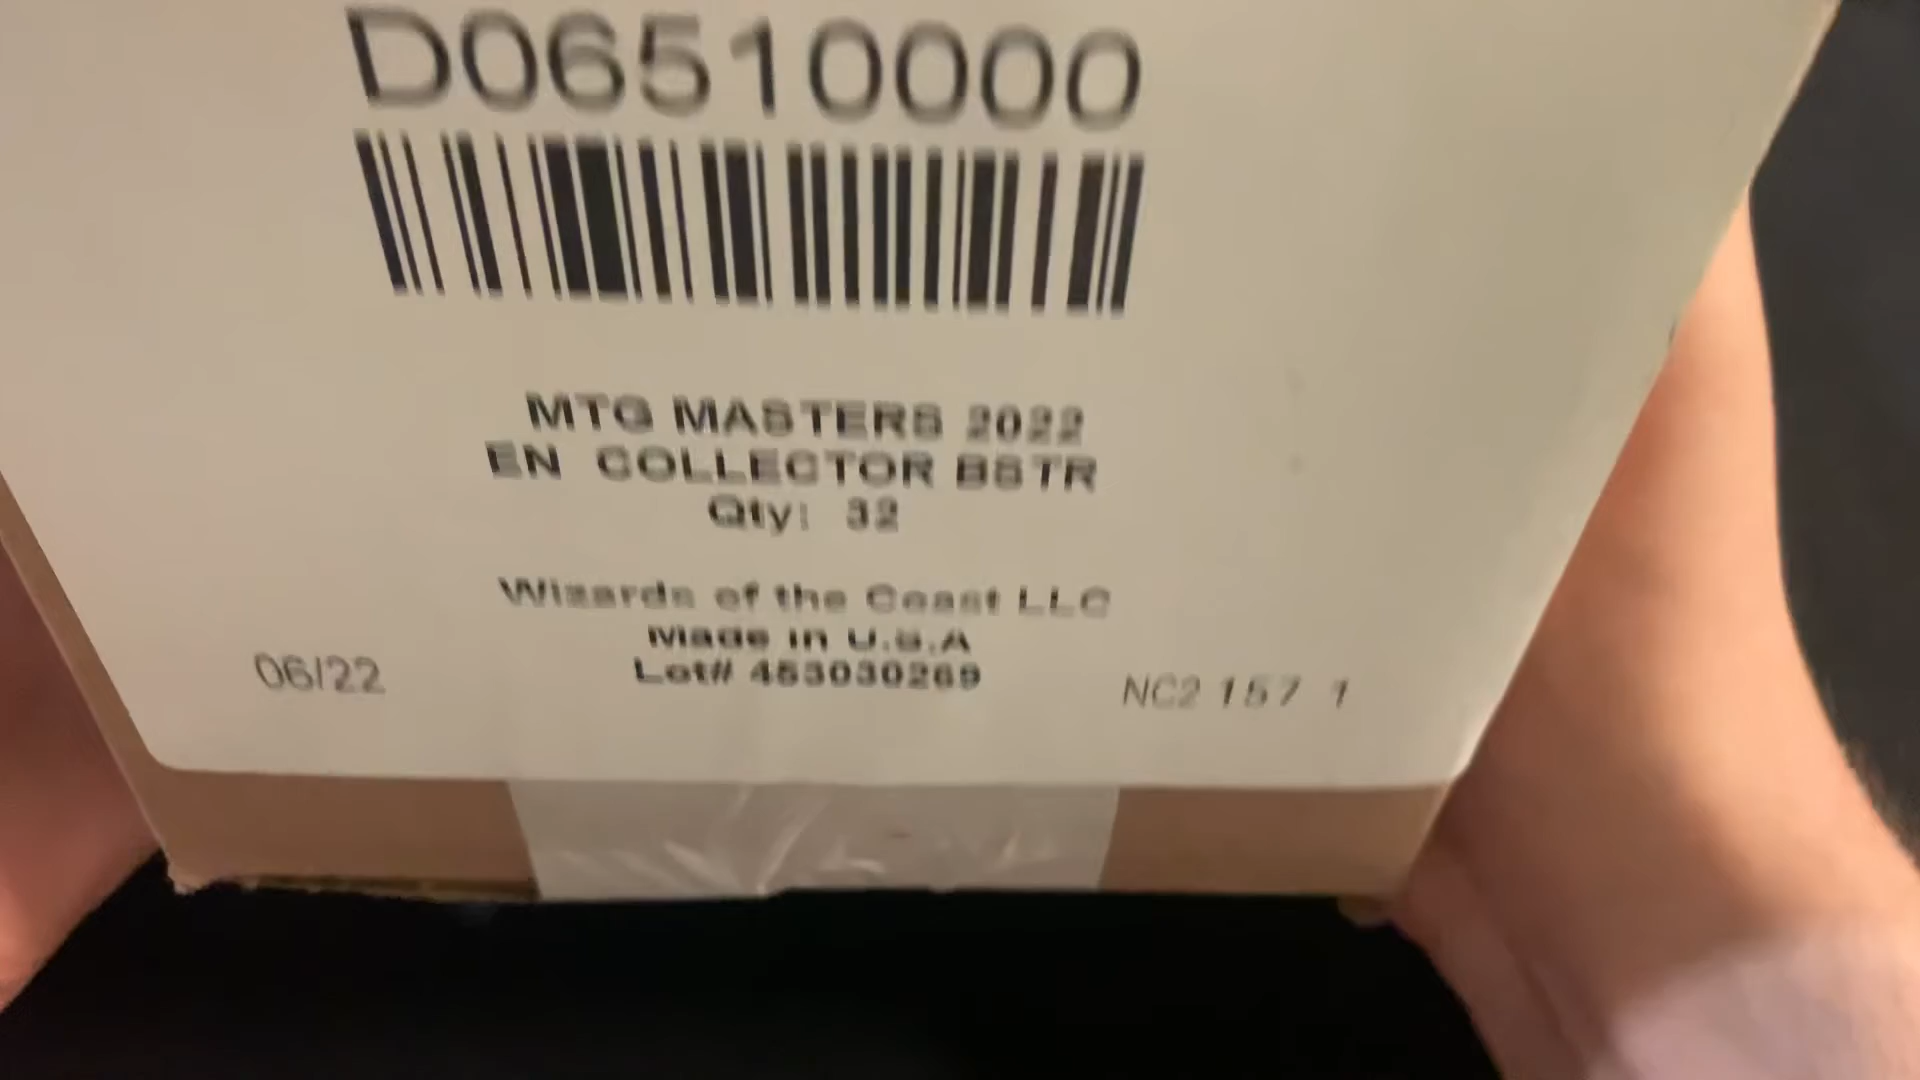 D06510000
MTG MASTERS 2022
EN COLLECTOR BSTR
Qty: 32
Wizards of the Coast LLC
Made in U.S.A
Lot# 453030269
06/22
NC2 157 1